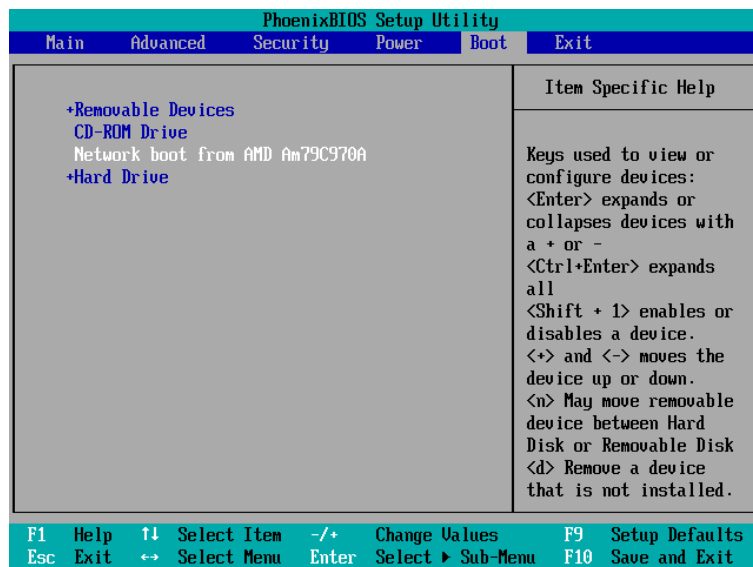 PhoenixBIOS Setup Utility
Main Advanced Security Power Boot Exit
+Removable Devices
CD-ROM Drive
Network boot from AMD Am79C970A
+Hard Drive
Item Specific Help
Keys used to view or
configure devices:
<Enter> expands or
collapses devices with
a + or -
<Ctrl+Enter> expands
all
<Shift + 1> enables or
disables a device.
<+> and <-> moves the
device up or down.
<n> May move removable
device between Hard
Disk or Removable Disk
<d> Remove a device
that is not installed.
F1 Help ↑↓ Select Item -/+ Change Values F9 Setup Defaults
Esc Exit ↔ Select Menu Enter Select ▶ Sub-Menu F10 Save and Exit